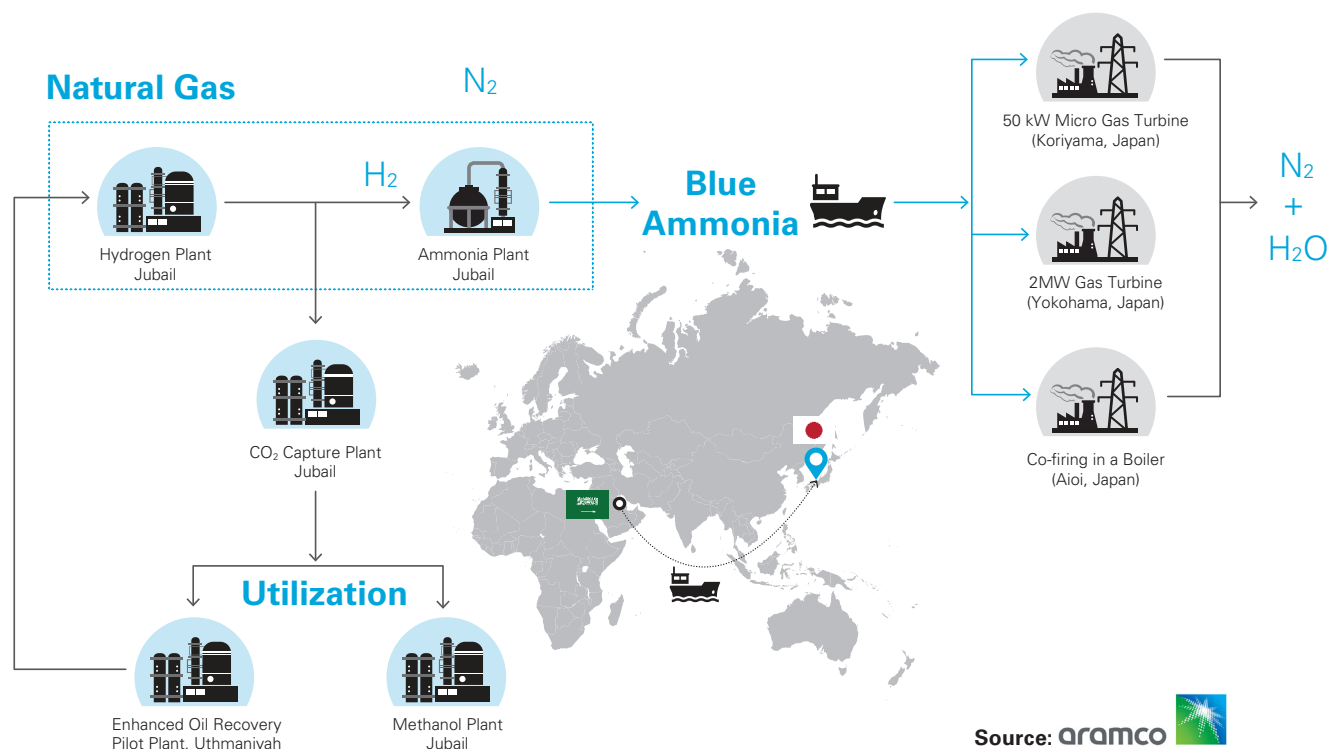 Natural Gas
N₂
H₂
Hydrogen Plant
Jubail
Ammonia Plant
Jubail
Blue
Ammonia
CO₂ Capture Plant
Jubail
Utilization
Enhanced Oil Recovery
Pilot Plant, Uthmaniyah
Methanol Plant
Jubail
50 kW Micro Gas Turbine
(Koriyama, Japan)
2MW Gas Turbine
(Yokohama, Japan)
Co-firing in a Boiler
(Aioi, Japan)
N₂
+
H₂O
Source: aramco